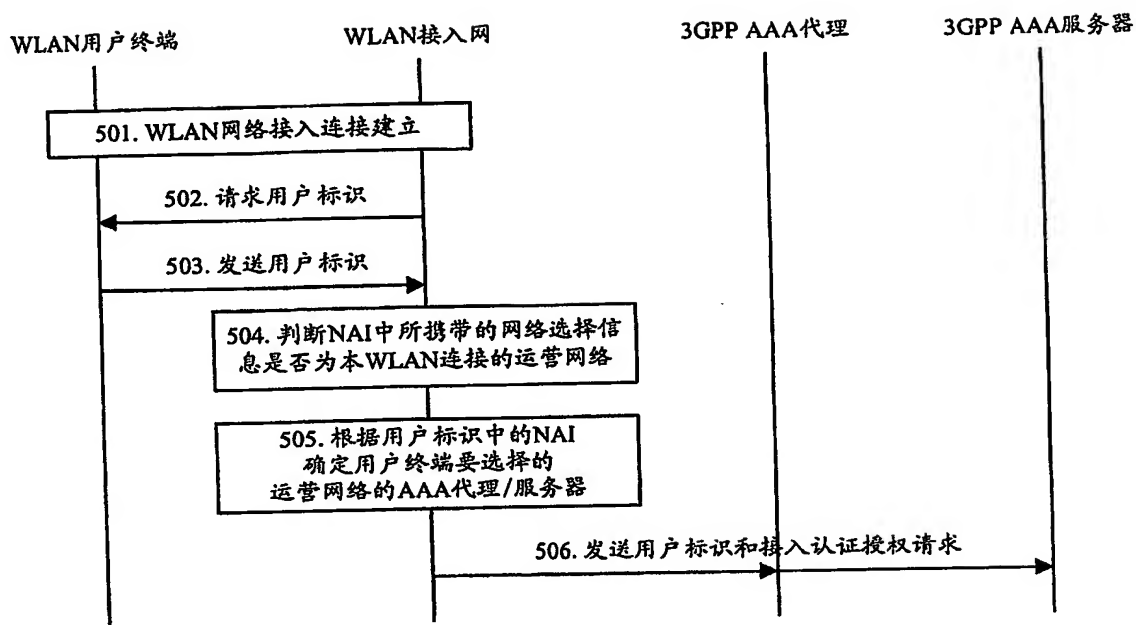 WLAN用户终端
WLAN接入网
3GPP AAA代理
3GPP AAA服务器
501. WLAN网络接入连接建立
502. 请求用户标识
503. 发送用户标识
504. 判断NAI中所携带的网络选择信
息是否为本WLAN连接的运营网络
505. 根据用户标识中的NAI
确定用户终端要选择的
运营网络的AAA代理/服务器
506. 发送用户标识和接入认证授权请求